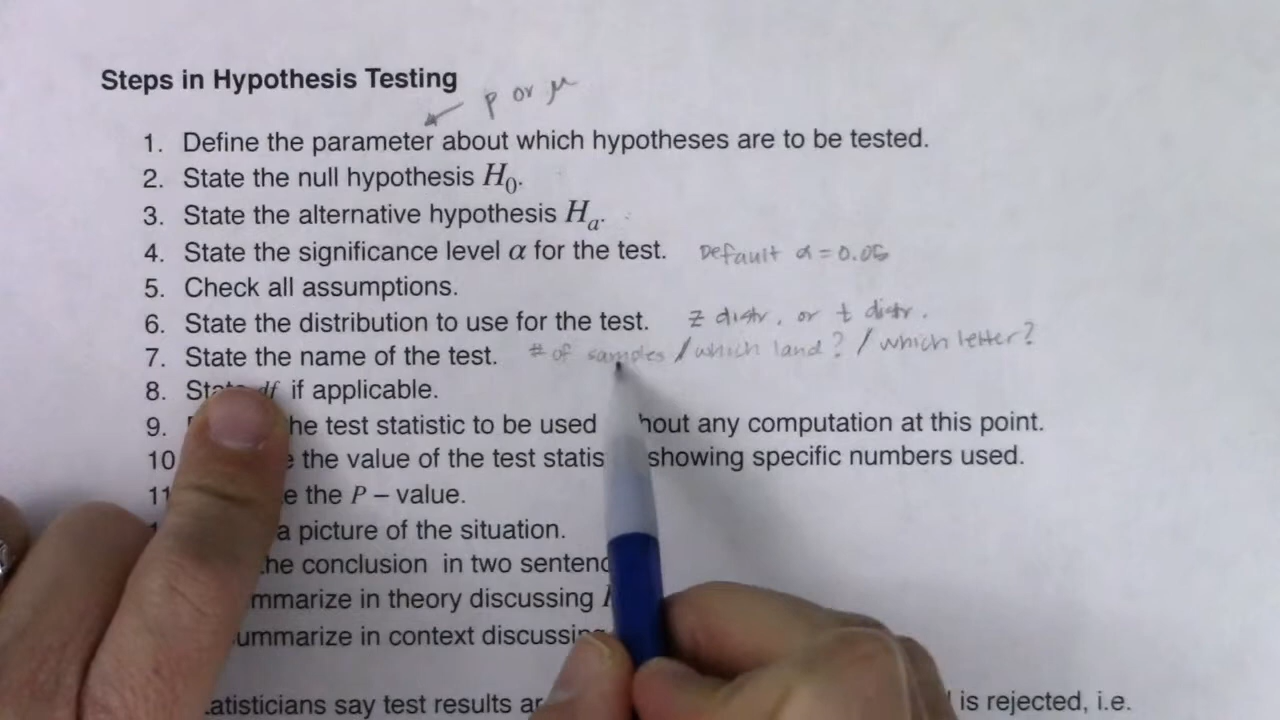 Steps in Hypothesis Testing
p or μ
1. Define the parameter about which hypotheses are to be tested.
2. State the null hypothesis H0.
3. State the alternative hypothesis Ha.
4. State the significance level α for the test. Default α = 0.05
5. Check all assumptions.
6. State the distribution to use for the test. z distr. or t distr.
7. State the name of the test. # of samples / which land? / which letter?
8. State df if applicable.
9. the test statistic to be used without any computation at this point.
10 the value of the test statis showing specific numbers used.
11 the P – value.
a picture of the situation.
the conclusion in two sentenc
mmarize in theory discussing
ummarize in context discussing
tatisticians say test results ar is rejected, i.e.